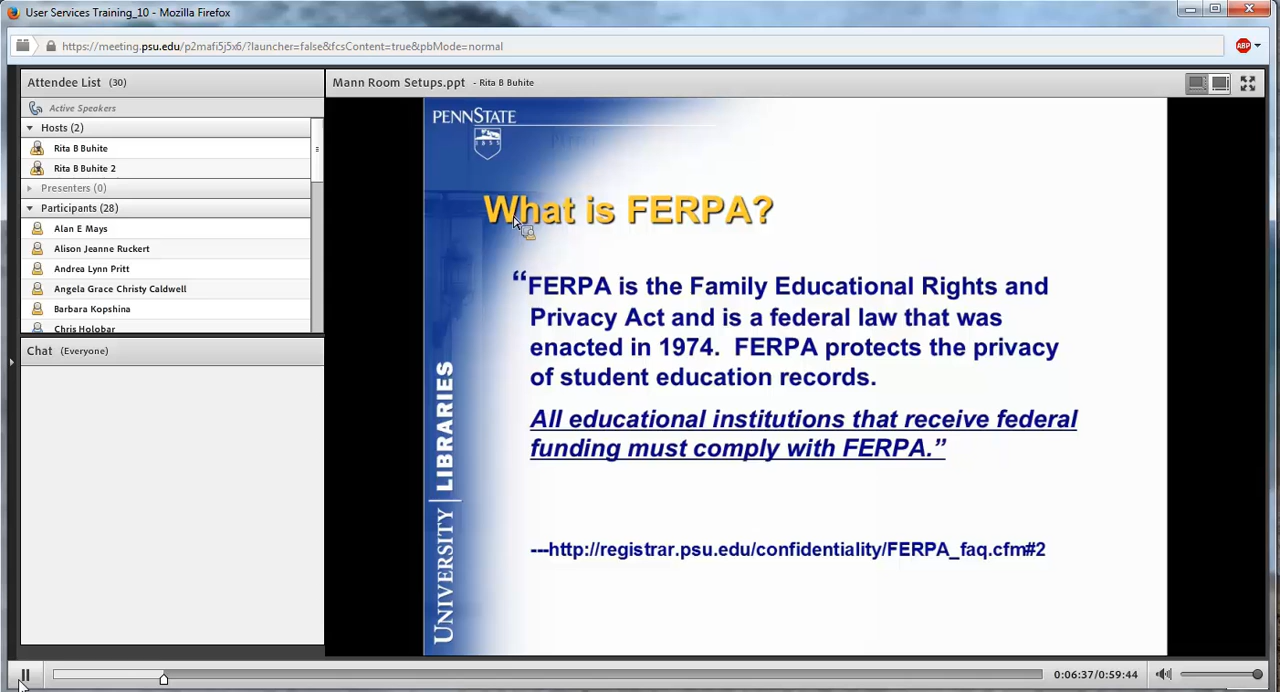 User Services Training_10 - Mozilla Firefox
https://meeting.psu.edu/p2mafi5j5x6/?launcher=false&fcsContent=true&pbMode=normal
ABP
Attendee List (30)
Active Speakers
Hosts (2)
Rita B Buhite
Rita B Buhite 2
Presenters (0)
Participants (28)
Alan E Mays
Alison Jeanne Ruckert
Andrea Lynn Pritt
Angela Grace Christy Caldwell
Barbara Kopshina
Chris Holobar
Chat (Everyone)
Mann Room Setups.ppt - Rita B Buhite
PENNSTATE
1855
UNIVERSITY LIBRARIES
What is FERPA?
“FERPA is the Family Educational Rights and
Privacy Act and is a federal law that was
enacted in 1974. FERPA protects the privacy
of student education records.
All educational institutions that receive federal
funding must comply with FERPA.”
---http://registrar.psu.edu/confidentiality/FERPA_faq.cfm#2
0:06:37/0:59:44